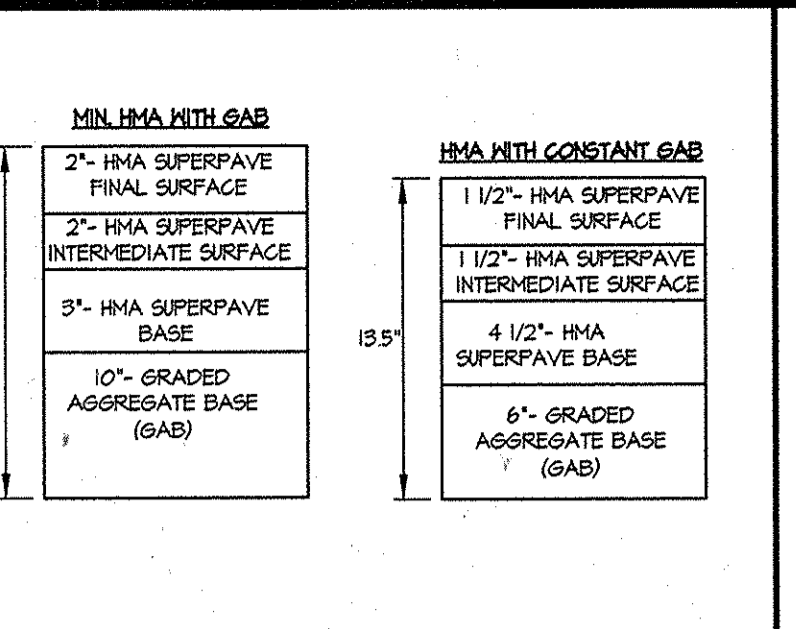 MIN. HMA WITH GAB
2"- HMA SUPERPAVE
FINAL SURFACE
2"- HMA SUPERPAVE
INTERMEDIATE SURFACE
3"- HMA SUPERPAVE
BASE
10"- GRADED
AGGREGATE BASE
(GAB)
HMA WITH CONSTANT GAB
13.5"
1 1/2"- HMA SUPERPAVE
FINAL SURFACE
1 1/2"- HMA SUPERPAVE
INTERMEDIATE SURFACE
4 1/2"- HMA
SUPERPAVE BASE
6"- GRADED
AGGREGATE BASE
(GAB)